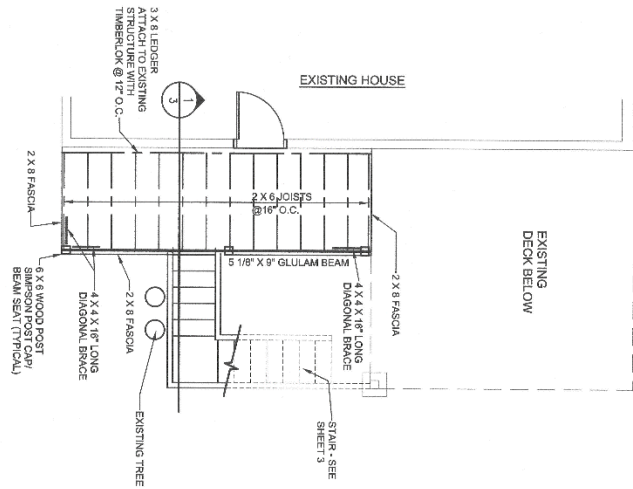 3 X 8 LEDGER
ATTACH TO EXISTING
STRUCTURE WITH
TIMBERLOK @ 12" O.C.
1
3
EXISTING HOUSE
2 X 8 FASCIA
2 X 6 JOISTS
@16" O.C.
2 X 8 FASCIA
EXISTING
DECK BELOW
6 X 6 WOOD POST
SIMPSON POST CAP/
BEAM SEAT (TYPICAL)
4 X 4 X 16" LONG
DIAGONAL BRACE
2 X 8 FASCIA
5 1/8" X 9" GLULAM BEAM
4 X 4 X 16" LONG
DIAGONAL BRACE
EXISTING TREE
STAIR - SEE
SHEET 3